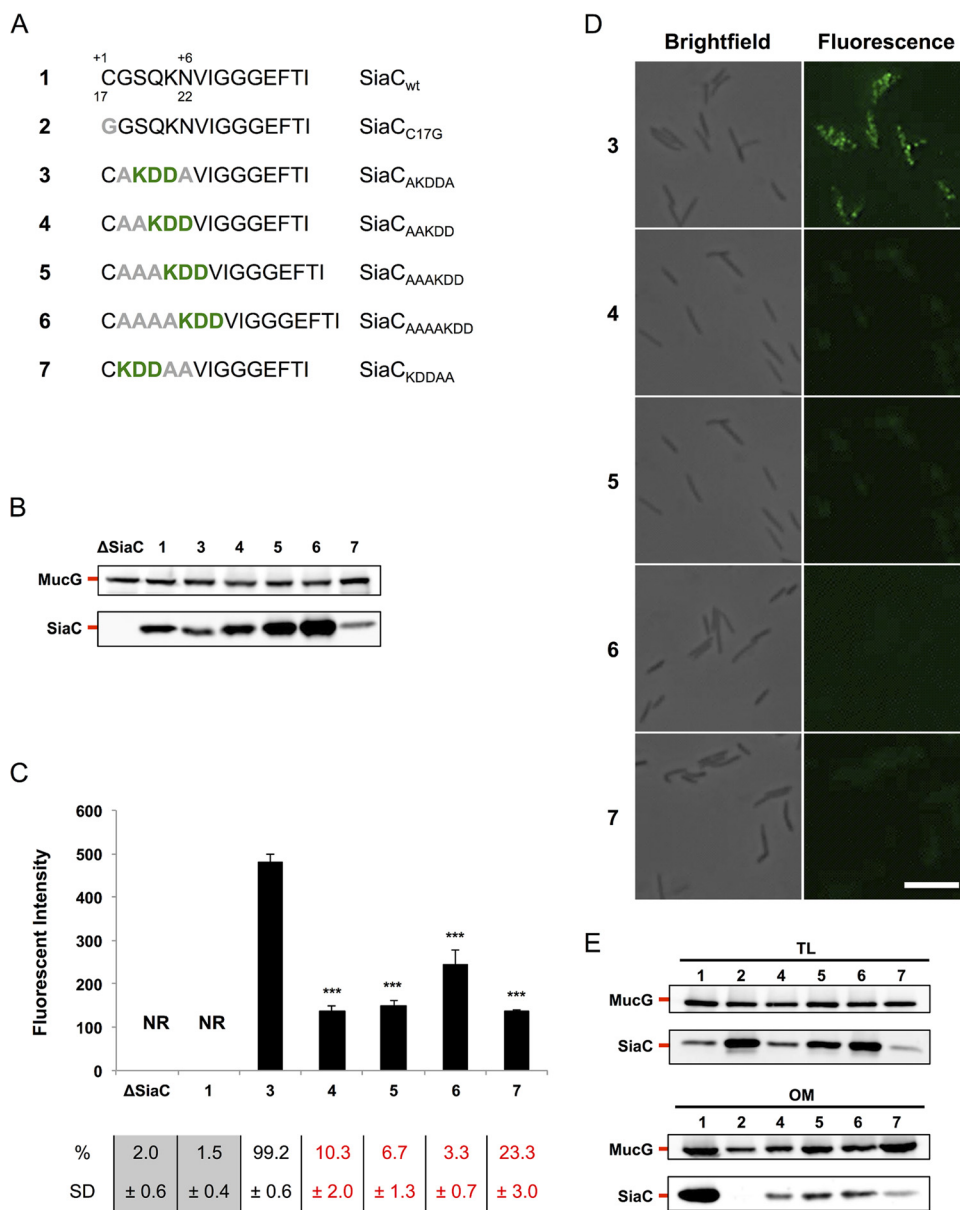 A
+1 +6
1 CGSQKNVIGGGEFTI SiaCwt
17 22
2 GGSQKNVIGGGEFTI SiaCC17G
3 CAKDDAVIGGGEFTI SiaCAKDDA
4 CAAKDDVIGGGEFTI SiaCAAKDD
5 CAAAKDDVIGGGEFTI SiaCAAAKDD
6 CAAAAKDDVIGGGEFTI SiaCAAAAKDD
7 CKDDAAVIGGGEFTI SiaCKDDAA
B
ΔSiaC 1 3 4 5 6 7
MucG
SiaC
C
Fluorescent Intensity
600
500
400
300
200
100
0
NR NR *** *** *** ***
ΔSiaC 1 3 4 5 6 7
% 2.0 1.5 99.2 10.3 6.7 3.3 23.3
SD ± 0.6 ± 0.4 ± 0.6 ± 2.0 ± 1.3 ± 0.7 ± 3.0
D
Brightfield Fluorescence
3
4
5
6
7
E
TL
1 2 4 5 6 7
MucG
SiaC
OM
1 2 4 5 6 7
MucG
SiaC